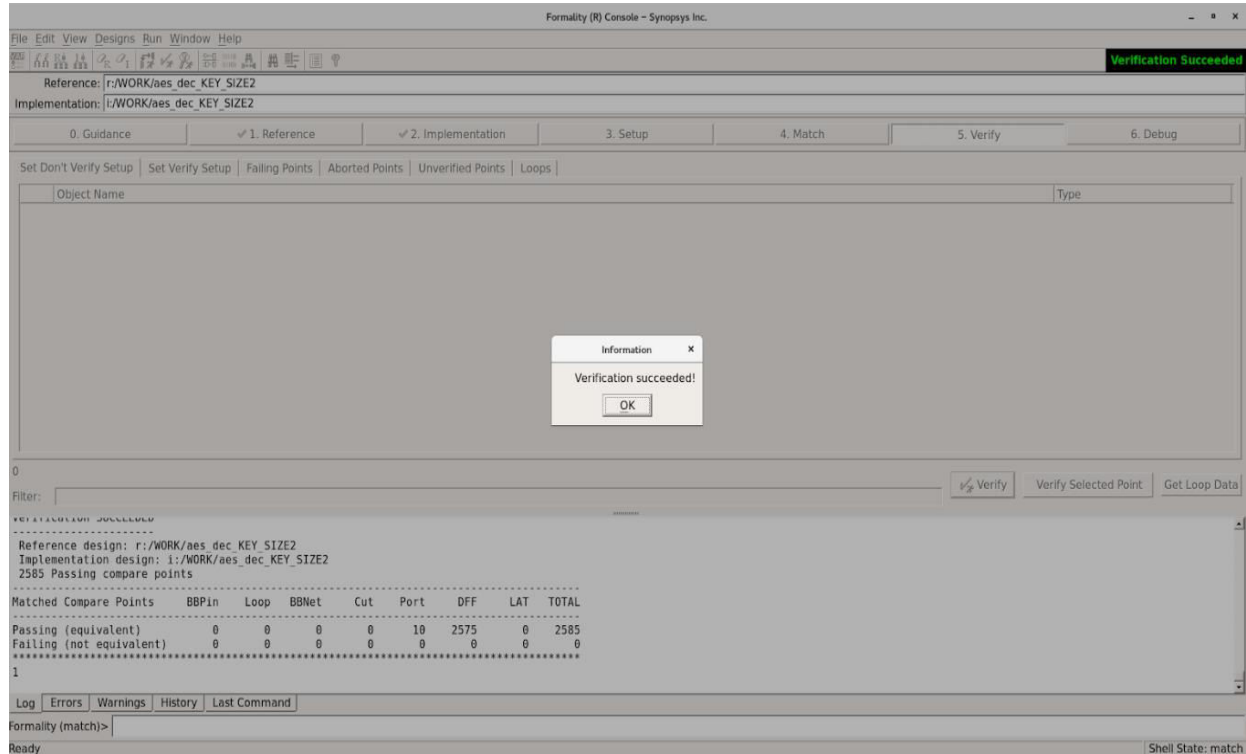 Formality (R) Console - Synopsys Inc.
File Edit View Designs Run Window Help
Verification Succeeded
Reference: r:/WORK/aes_dec_KEY_SIZE2
Implementation: i:/WORK/aes_dec_KEY_SIZE2
0. Guidance 1. Reference 2. Implementation 3. Setup 4. Match 5. Verify 6. Debug
Set Don't Verify Setup Set Verify Setup Failing Points Aborted Points Unverified Points Loops
Object Name Type
Information
Verification succeeded!
OK
0
Filter: Verify Verify Selected Point Get Loop Data
Verification SUCCEEDED
----------------------
Reference design: r:/WORK/aes_dec_KEY_SIZE2
Implementation design: i:/WORK/aes_dec_KEY_SIZE2
2585 Passing compare points
Matched Compare Points BBPin Loop BBNet Cut Port DFF LAT TOTAL
Passing (equivalent) 0 0 0 0 10 2575 0 2585
Failing (not equivalent) 0 0 0 0 0 0 0 0
1
Log Errors Warnings History Last Command
Formality (match)>
Ready Shell State: match